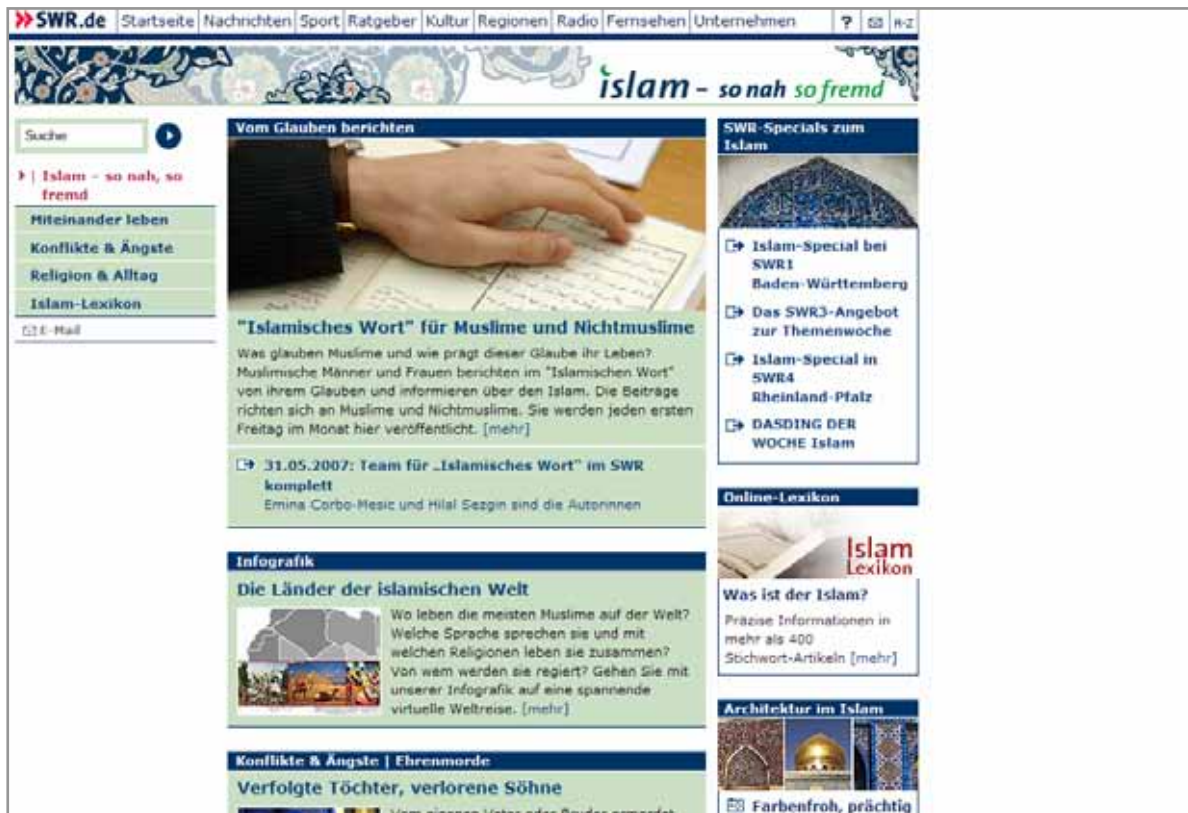 SWR.de Startseite Nachrichten Sport Ratgeber Kultur Regionen Radio Fernsehen Unternehmen ? A-Z
islam - so nah so fremd
Suche
Islam - so nah, so
fremd
Miteinander leben
Konflikte & Ängste
Religion & Alltag
Islam-Lexikon
E-Mail
Vom Glauben berichten
"Islamisches Wort" für Muslime und Nichtmuslime
Was glauben Muslime und wie prägt dieser Glaube ihr Leben?
Muslimische Männer und Frauen berichten im "Islamischen Wort"
von ihrem Glauben und informieren über den Islam. Die Beiträge
richten sich an Muslime und Nichtmuslime. Sie werden jeden ersten
Freitag im Monat hier veröffentlicht. [mehr]
31.05.2007: Team für „Islamisches Wort" im SWR
komplett
Emina Corbo-Mesic und Hilal Sezgin sind die Autorinnen
Infografik
Die Länder der islamischen Welt
Wo leben die meisten Muslime auf der Welt?
Welche Sprache sprechen sie und mit
welchen Religionen leben sie zusammen?
Von wem werden sie regiert? Gehen Sie mit
unserer Infografik auf eine spannende
virtuelle Weltreise. [mehr]
Konflikte & Ängste | Ehrenmorde
Verfolgte Töchter, verlorene Söhne
Vom eigenen Vater oder Bruder ermordet
SWR-Specials zum
Islam
Islam-Special bei
SWR1
Baden-Württemberg
Das SWR3-Angebot
zur Themenwoche
Islam-Special in
SWR4
Rheinland-Pfalz
DASDING DER
WOCHE Islam
Online-Lexikon
Islam
Lexikon
Was ist der Islam?
Präzise Informationen in
mehr als 400
Stichwort-Artikeln [mehr]
Architektur im Islam
Farbenfroh, prächtig